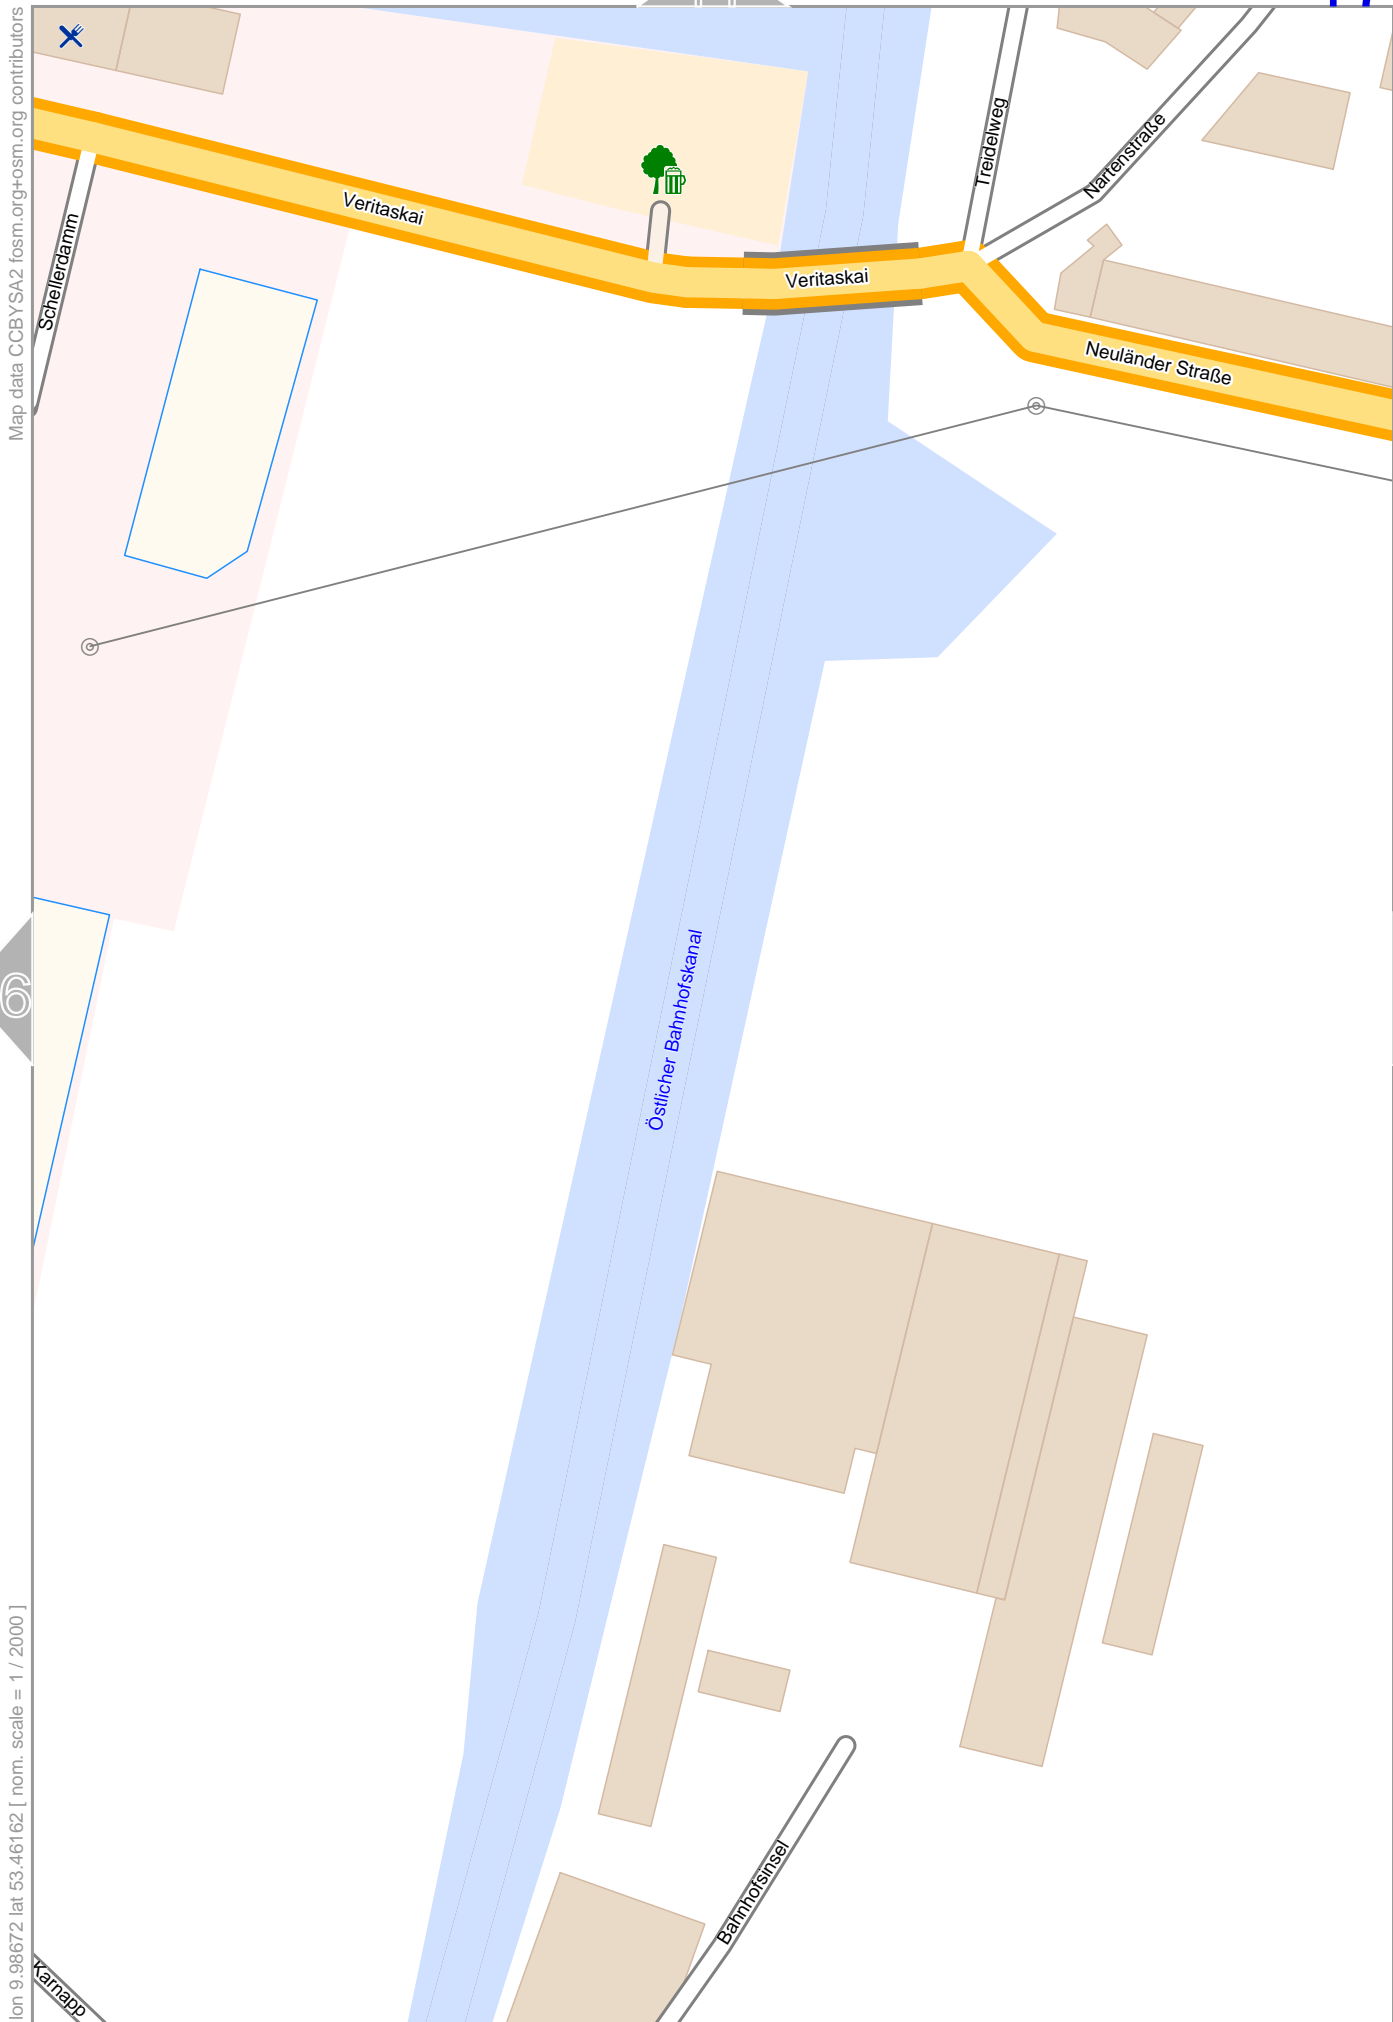 Map data CCBYSA2 fosm.org+osm.org contributors
Treidelweg
Nartenstraße
Veritaskai
Schellerdamm
Veritaskai
Neuländer Straße
6
Östlicher Bahnhofskanal
Bahnhofsinsel
Karnapp
lon 9.98672 lat 53.46162 [ nom. scale = 1 / 2000 ]